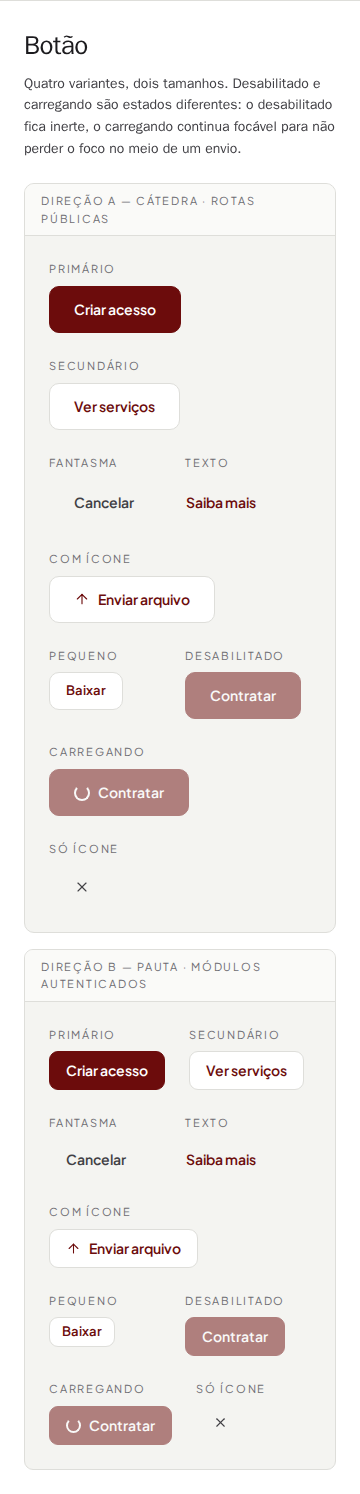 Botão
Quatro variantes, dois tamanhos. Desabilitado e
carregando são estados diferentes: o desabilitado
fica inerte, o carregando continua focável para não
perder o foco no meio de um envio.
DIREÇÃO A — CÁTEDRA · ROTAS
PÚBLICAS
PRIMÁRIO
Criar acesso
SECUNDÁRIO
Ver serviços
FANTASMA TEXTO
Cancelar Saiba mais
COM ÍCONE
Enviar arquivo
PEQUENO DESABILITADO
Baixar Contratar
CARREGANDO
Contratar
SÓ ÍCONE
DIREÇÃO B — PAUTA · MÓDULOS
AUTENTICADOS
PRIMÁRIO SECUNDÁRIO
Criar acesso Ver serviços
FANTASMA TEXTO
Cancelar Saiba mais
COM ÍCONE
Enviar arquivo
PEQUENO DESABILITADO
Baixar Contratar
CARREGANDO SÓ ÍCONE
Contratar